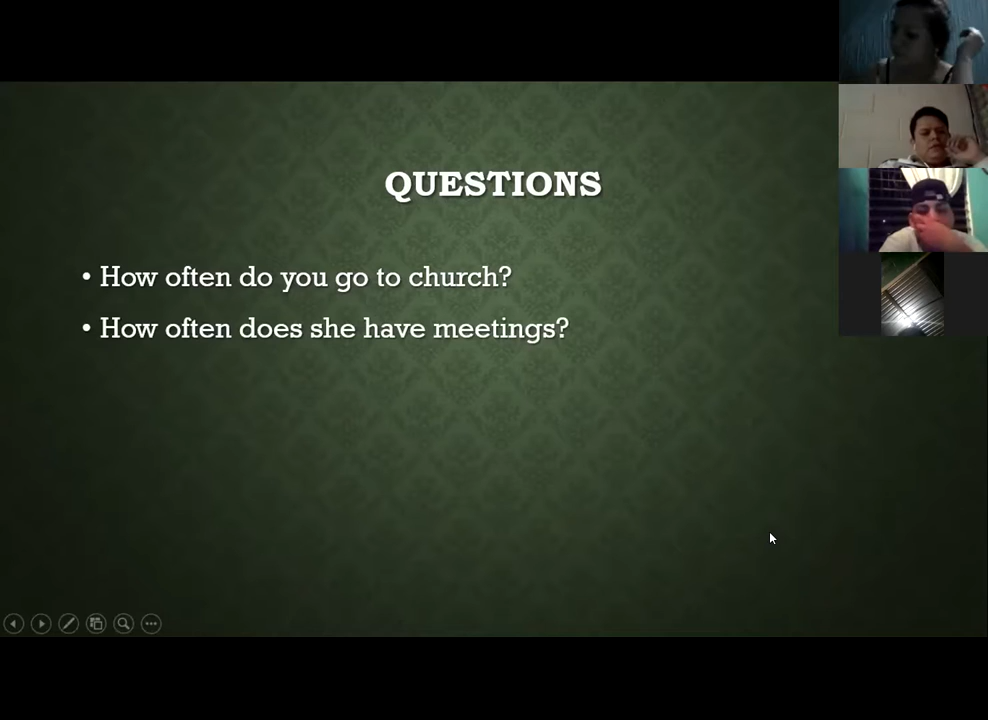 QUESTIONS
• How often do you go to church?
• How often does she have meetings?